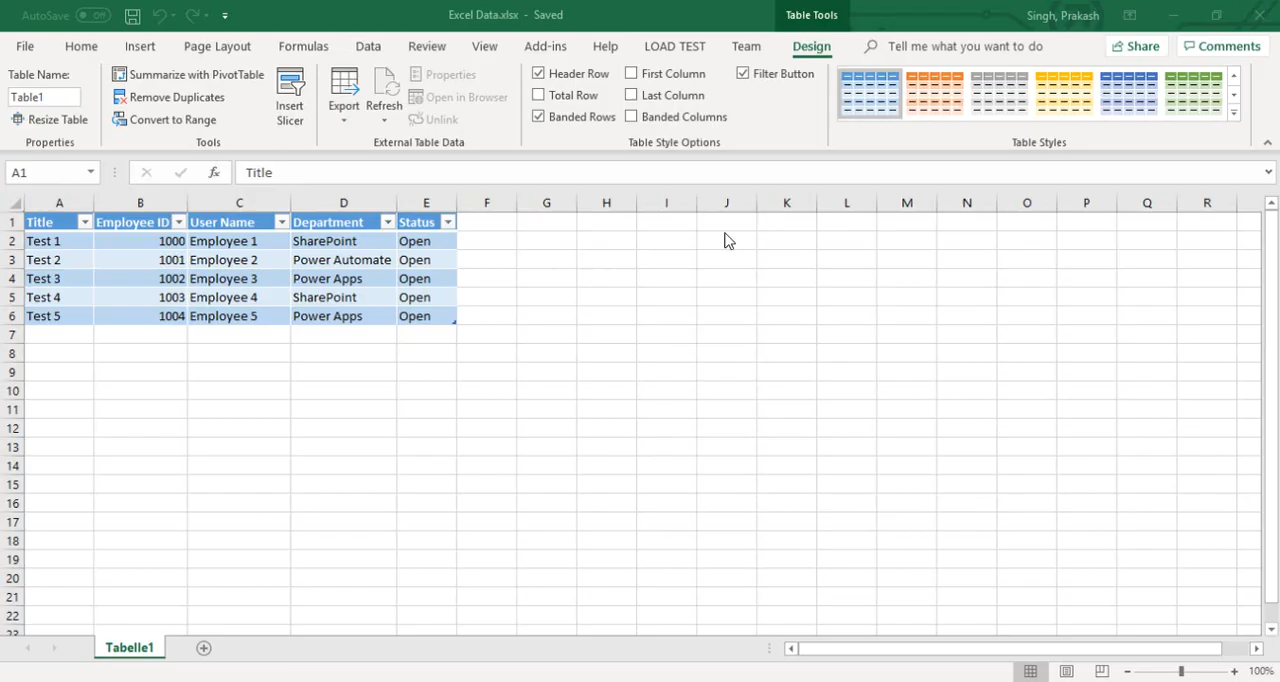 AutoSave Off Excel Data.xlsx - Saved Table Tools Singh, Prakash
File Home Insert Page Layout Formulas Data Review View Add-ins Help LOAD TEST Team Design Tell me what you want to do Share Comments
Table Name:
Table1
Resize Table
Properties
Summarize with PivotTable
Remove Duplicates
Convert to Range
Insert
Slicer
Tools
Export
Refresh
Properties
Open in Browser
Unlink
External Table Data
Header Row First Column Filter Button
Total Row Last Column
Banded Rows Banded Columns
Table Style Options
Table Styles
A1 fx Title
A B C D E F G H I J K L M N O P Q R
1 Title Employee ID User Name Department Status
2 Test 1 1000 Employee 1 SharePoint Open
3 Test 2 1001 Employee 2 Power Automate Open
4 Test 3 1002 Employee 3 Power Apps Open
5 Test 4 1003 Employee 4 SharePoint Open
6 Test 5 1004 Employee 5 Power Apps Open
7
8
9
10
11
12
13
14
15
16
17
18
19
20
21
22
23
Tabelle1
100%